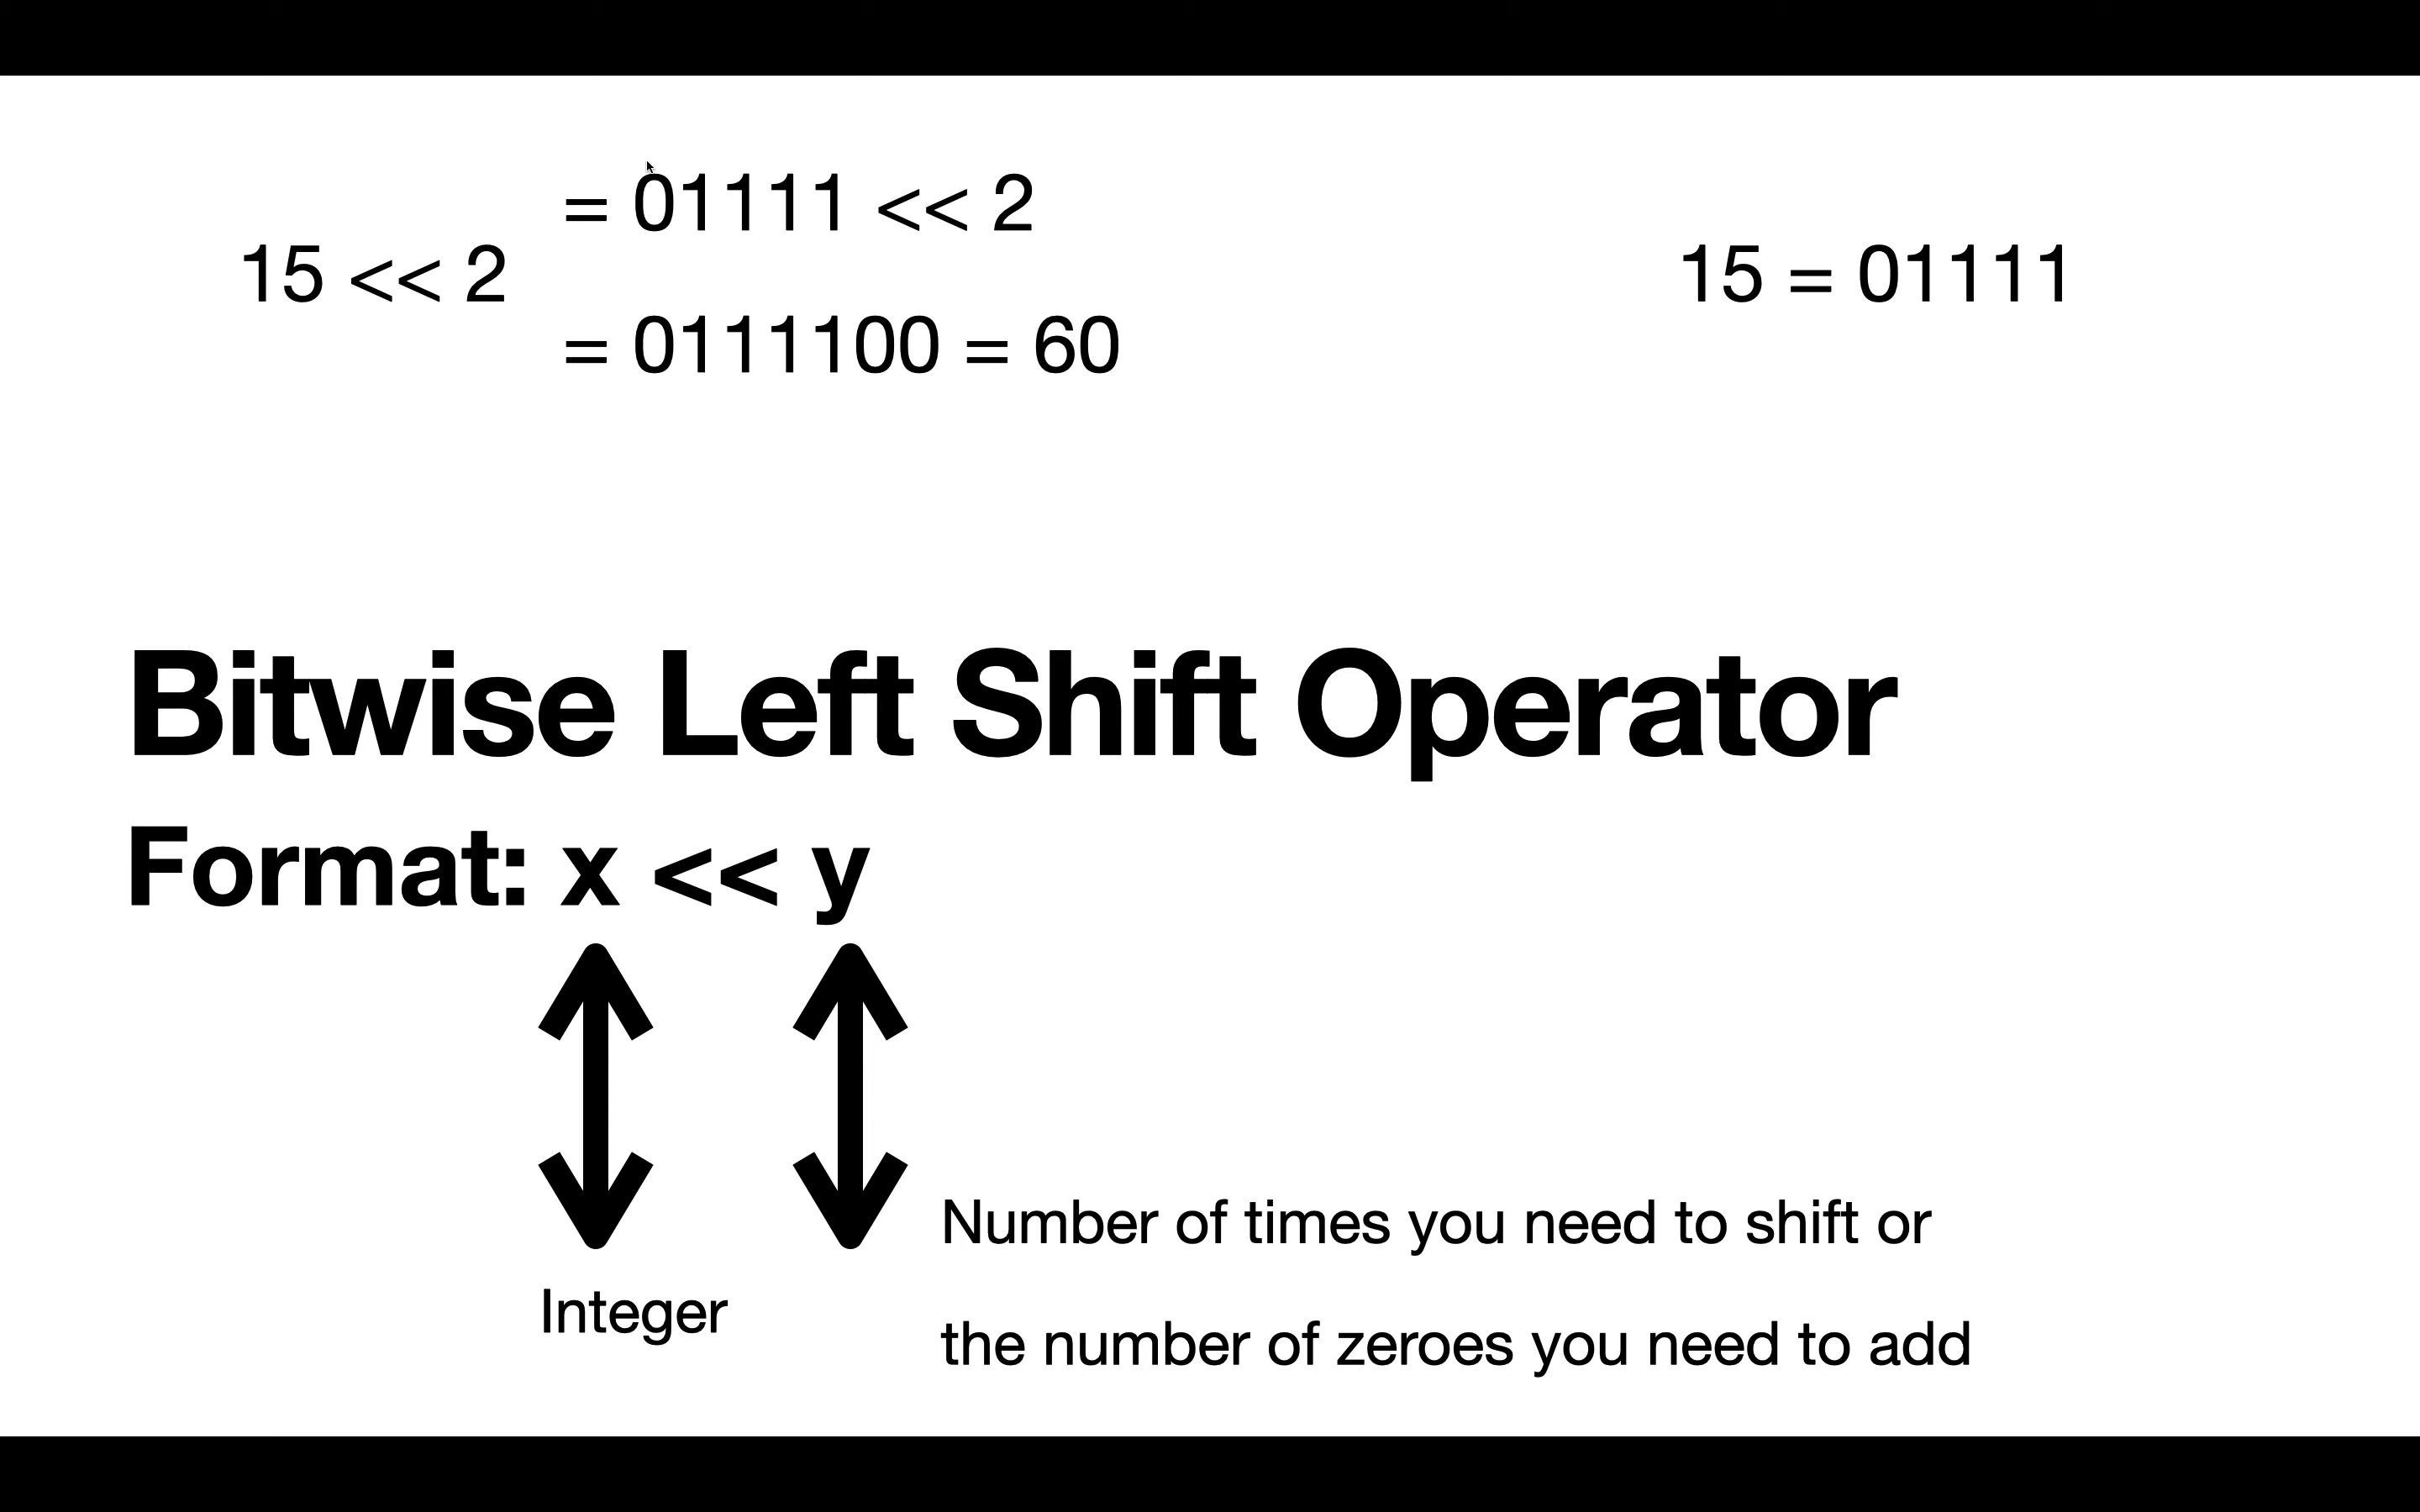 = 01111 << 2
15 << 2
15 = 01111
= 0111100 = 60
Bitwise Left Shift Operator
Format: x << y
Number of times you need to shift or
Integer
the number of zeroes you need to add